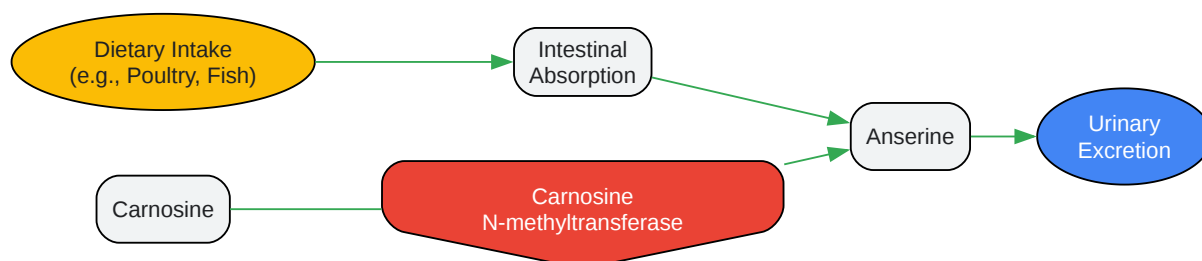 Dietary Intake
(e.g., Poultry, Fish)
Intestinal
Absorption
Anserine
Urinary
Excretion
Carnosine
Carnosine
N-methyltransferase